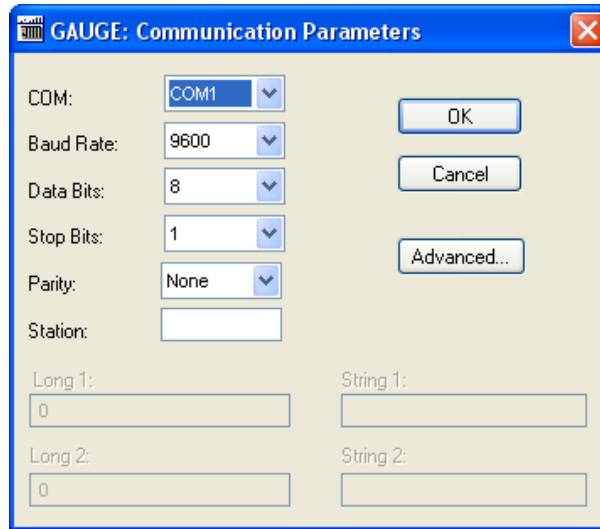 GAUGE: Communication Parameters
COM: COM1
OK
Baud Rate: 9600
Data Bits: 8
Cancel
Stop Bits: 1
Advanced...
Parity: None
Station:
Long 1: String 1:
0
Long 2: String 2:
0